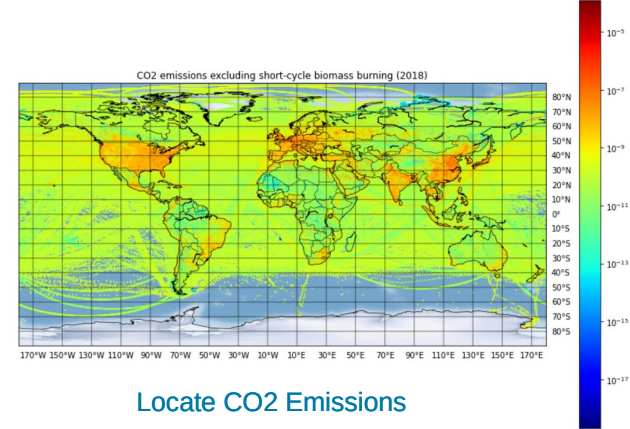 CO2 emissions excluding short-cycle biomass burning (2018)
10⁻⁵
10⁻⁷
10⁻⁹
10⁻¹¹
10⁻¹³
10⁻¹⁵
10⁻¹⁷
80°N
70°N
60°N
50°N
40°N
30°N
20°N
10°N
0°
10°S
20°S
30°S
40°S
50°S
60°S
70°S
80°S
170°W 150°W 130°W 110°W 90°W 70°W 50°W 30°W 10°W 10°E 30°E 50°E 70°E 90°E 110°E 130°E 150°E 170°E
Locate CO2 Emissions